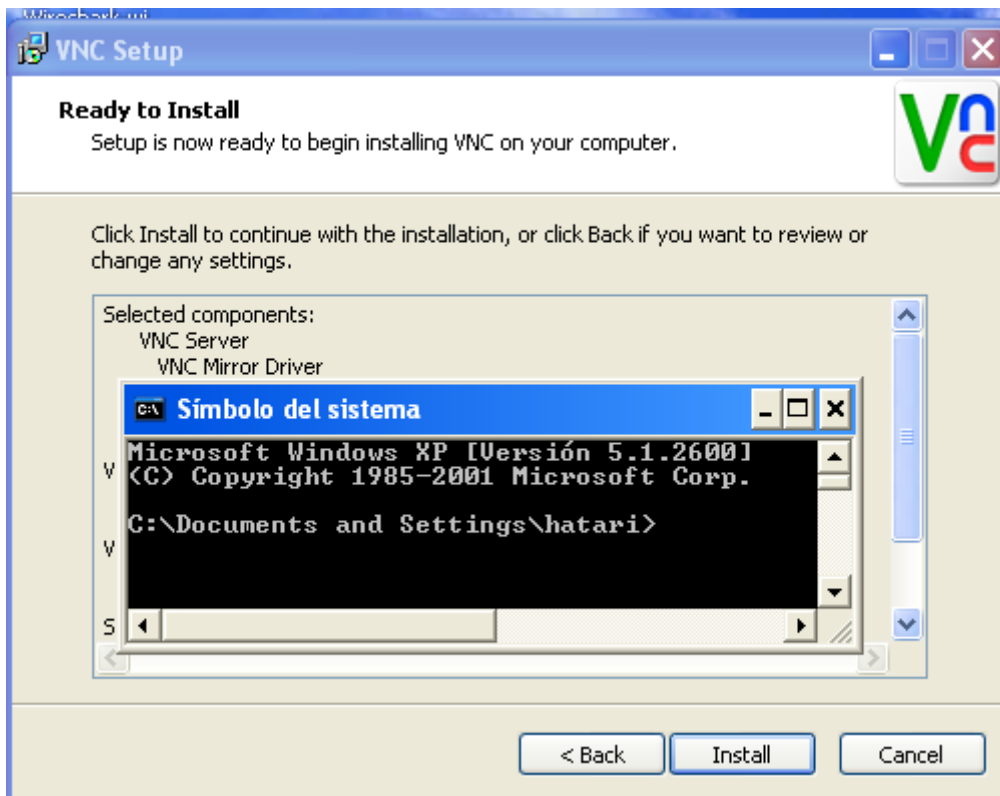 VNC Setup
Ready to Install
Setup is now ready to begin installing VNC on your computer.
VNC
Click Install to continue with the installation, or click Back if you want to review or
change any settings.
Selected components:
VNC Server
VNC Mirror Driver
Símbolo del sistema
Microsoft Windows XP [Versión 5.1.2600]
(C) Copyright 1985-2001 Microsoft Corp.
C:\Documents and Settings\hatari>
V
V
S
< Back
Install
Cancel